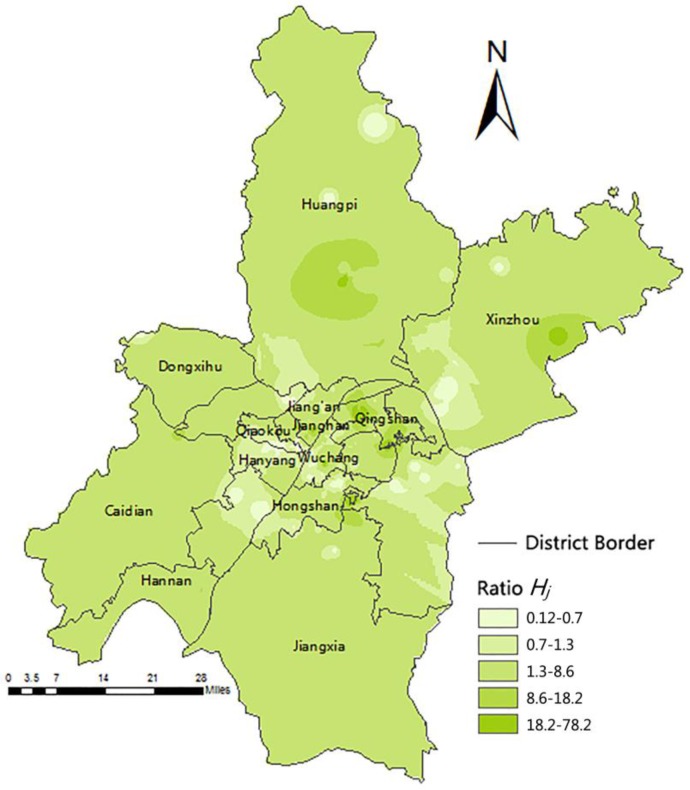 N
Huangpi
Xinzhou
Dongxihu
Jiang'an
Qingshan
Qiaokou
Jianghan
Hanyang
Wuchang
Caidian
Hongshan
District Border
Hannan
Ratio Hj
0.12-0.7
Jiangxia
0.7-1.3
1.3-8.6
0 3.5 7 14 21 28
Miles
8.6-18.2
18.2-78.2